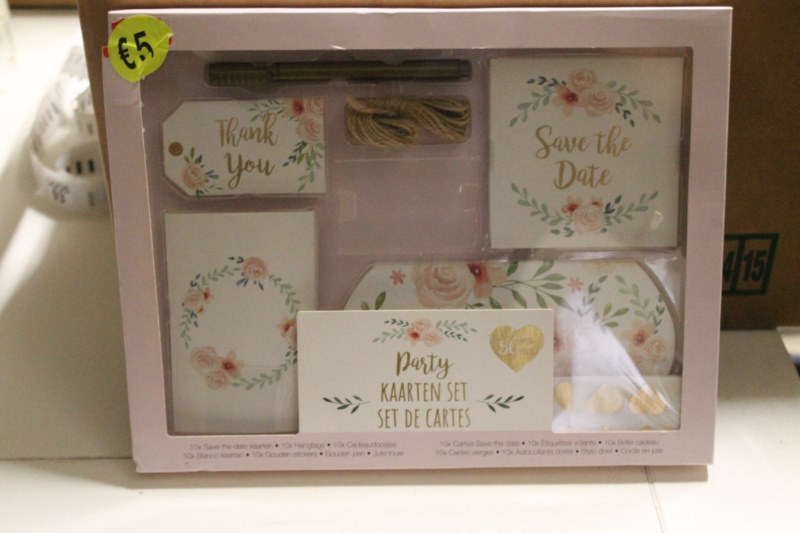 €.5
Thank
You
Save the
Date
Party
KAARTEN SET
SET DE CARTES
10x Save the date kaarten • 10x Hangtags • 10x Cadeaudoosjes
10x Blanco kaarten • 10x Gouden stickers • Gouden pen • Jute touw
10x Cartes Save the date • 10x Étiquettes volants • 10x Boîte cadeau
10x Cartes vierges • 10x Autocollants dorés • Stylo doré • Corde en jute
15